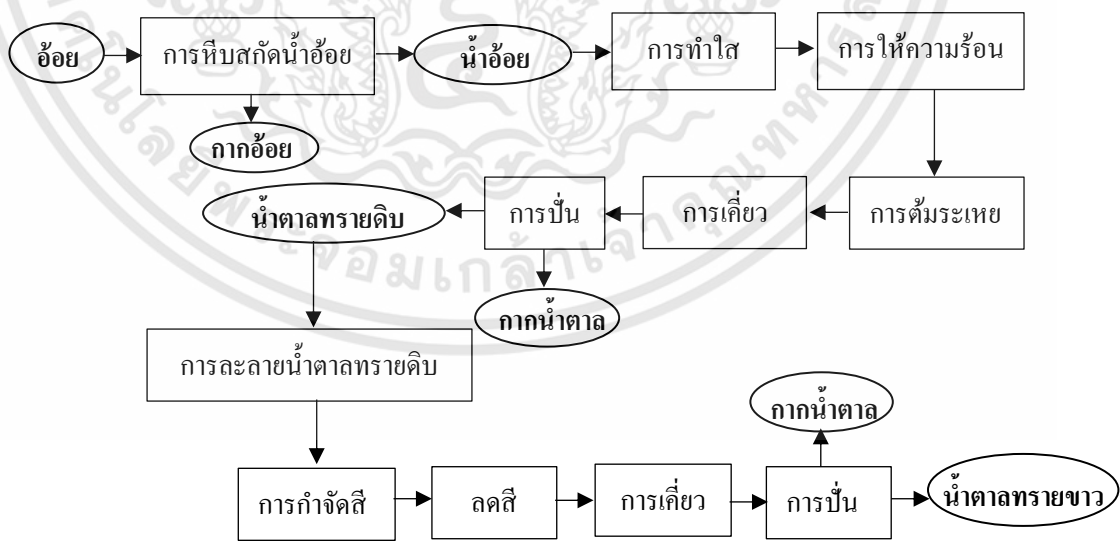 อ้อย
การหีบสกัดน้ำอ้อย
น้ำอ้อย
การทำใส
การให้ความร้อน
กากอ้อย
น้ำตาลทรายดิบ
การปั่น
การเคี่ยว
การต้มระเหย
กากน้ำตาล
การละลายน้ำตาลทรายดิบ
กากน้ำตาล
การกำจัดสี
ลดสี
การเคี่ยว
การปั่น
น้ำตาลทรายขาว